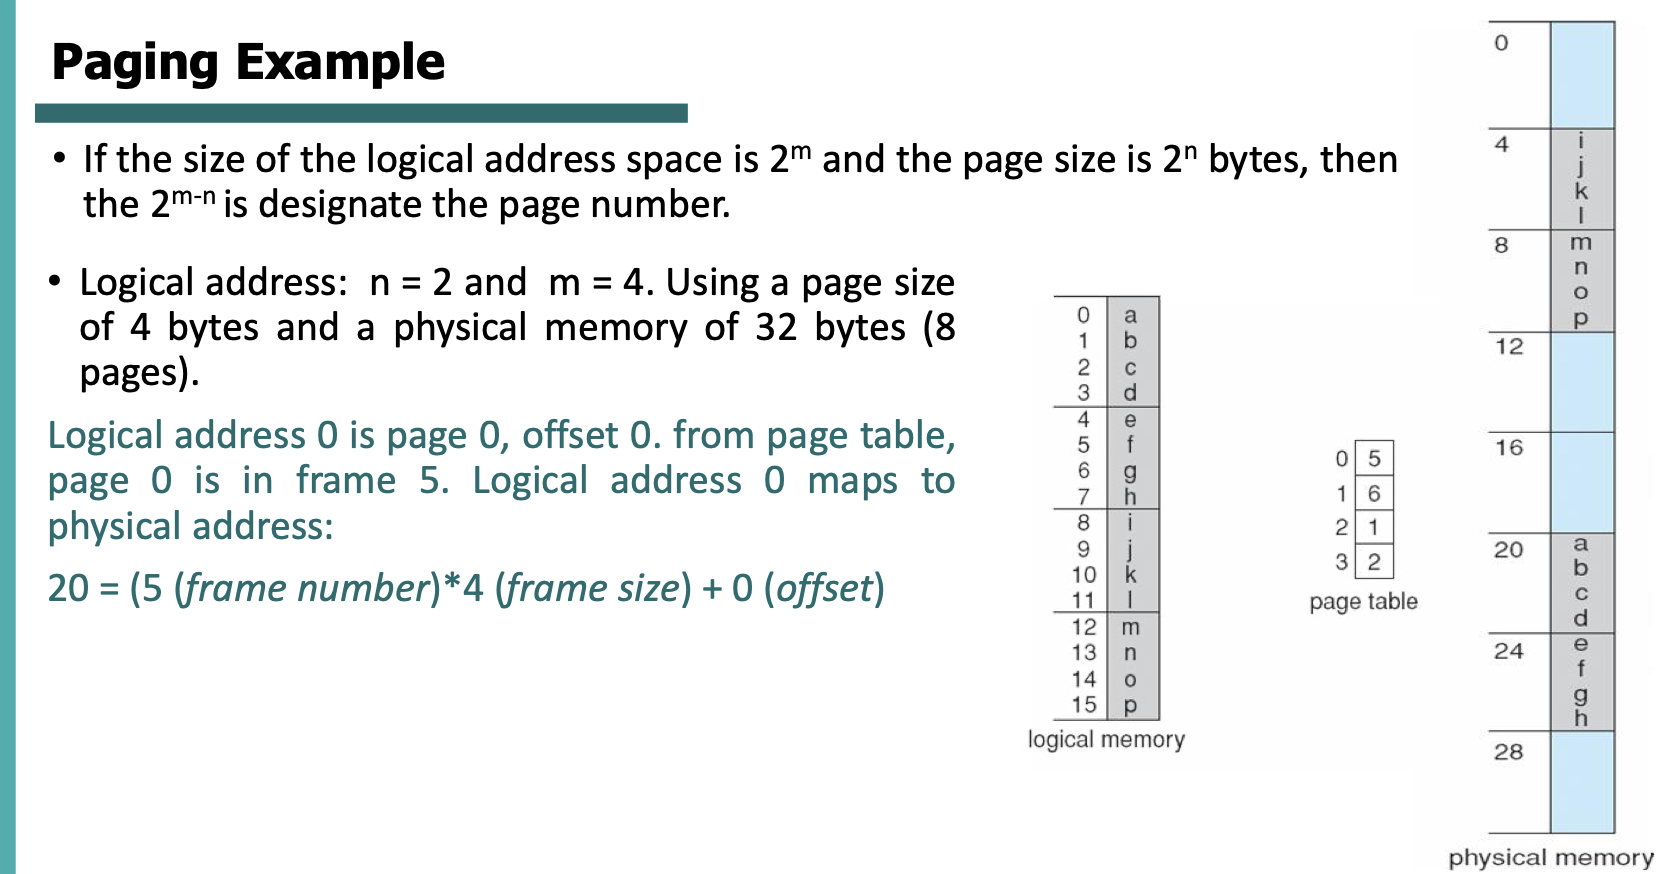 Paging Example
• If the size of the logical address space is 2ᵐ and the page size is 2ⁿ bytes, then
the 2ᵐ⁻ⁿ is designate the page number.
• Logical address: n = 2 and m = 4. Using a page size
of 4 bytes and a physical memory of 32 bytes (8
pages).
Logical address 0 is page 0, offset 0. from page table,
page 0 is in frame 5. Logical address 0 maps to
physical address:
20 = (5 (frame number)*4 (frame size) + 0 (offset)
0 a
1 b
2 c
3 d
4 e
5 f
6 g
7 h
8 i
9 j
10 k
11 l
12 m
13 n
14 o
15 p
logical memory
0 5
1 6
2 1
3 2
page table
0
4 i
j
k
l
8 m
n
o
p
12
16
20 a
b
c
d
24 e
f
g
h
28
physical memory